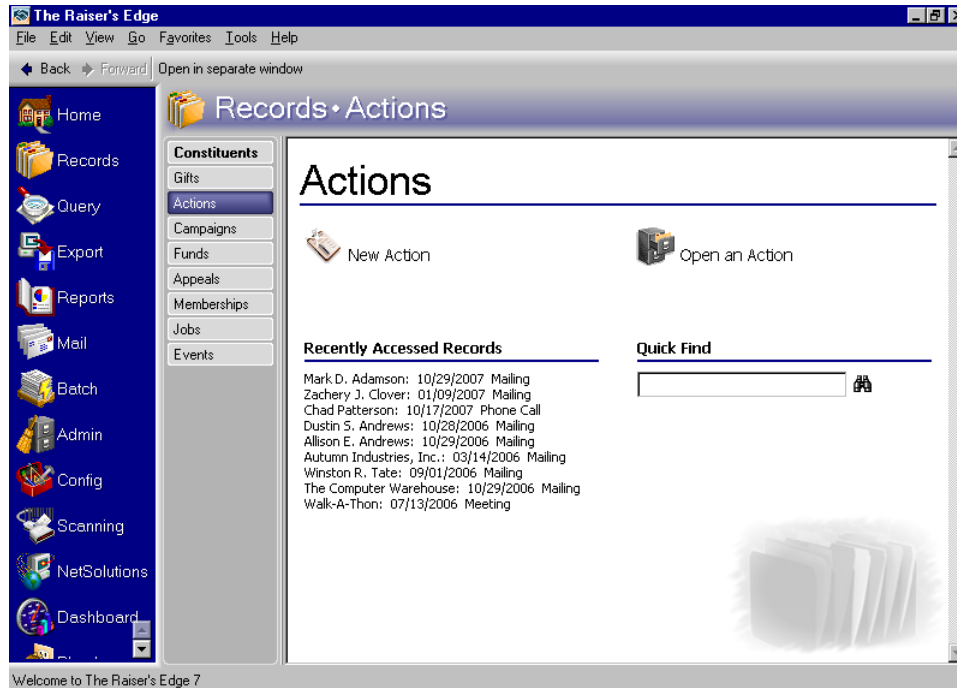 The Raiser's Edge
File Edit View Go Favorites Tools Help
Back Forward Open in separate window
Records • Actions
Home
Records
Query
Export
Reports
Mail
Batch
Admin
Config
Scanning
NetSolutions
Dashboard
Constituents
Gifts
Actions
Campaigns
Funds
Appeals
Memberships
Jobs
Events
Actions
New Action
Open an Action
Recently Accessed Records
Mark D. Adamson: 10/29/2007 Mailing
Zachery J. Clover: 01/09/2007 Mailing
Chad Patterson: 10/17/2007 Phone Call
Dustin S. Andrews: 10/28/2006 Mailing
Allison E. Andrews: 10/29/2006 Mailing
Autumn Industries, Inc.: 03/14/2006 Mailing
Winston R. Tate: 09/01/2006 Mailing
The Computer Warehouse: 10/29/2006 Mailing
Walk-A-Thon: 07/13/2006 Meeting
Quick Find
Welcome to The Raiser's Edge 7